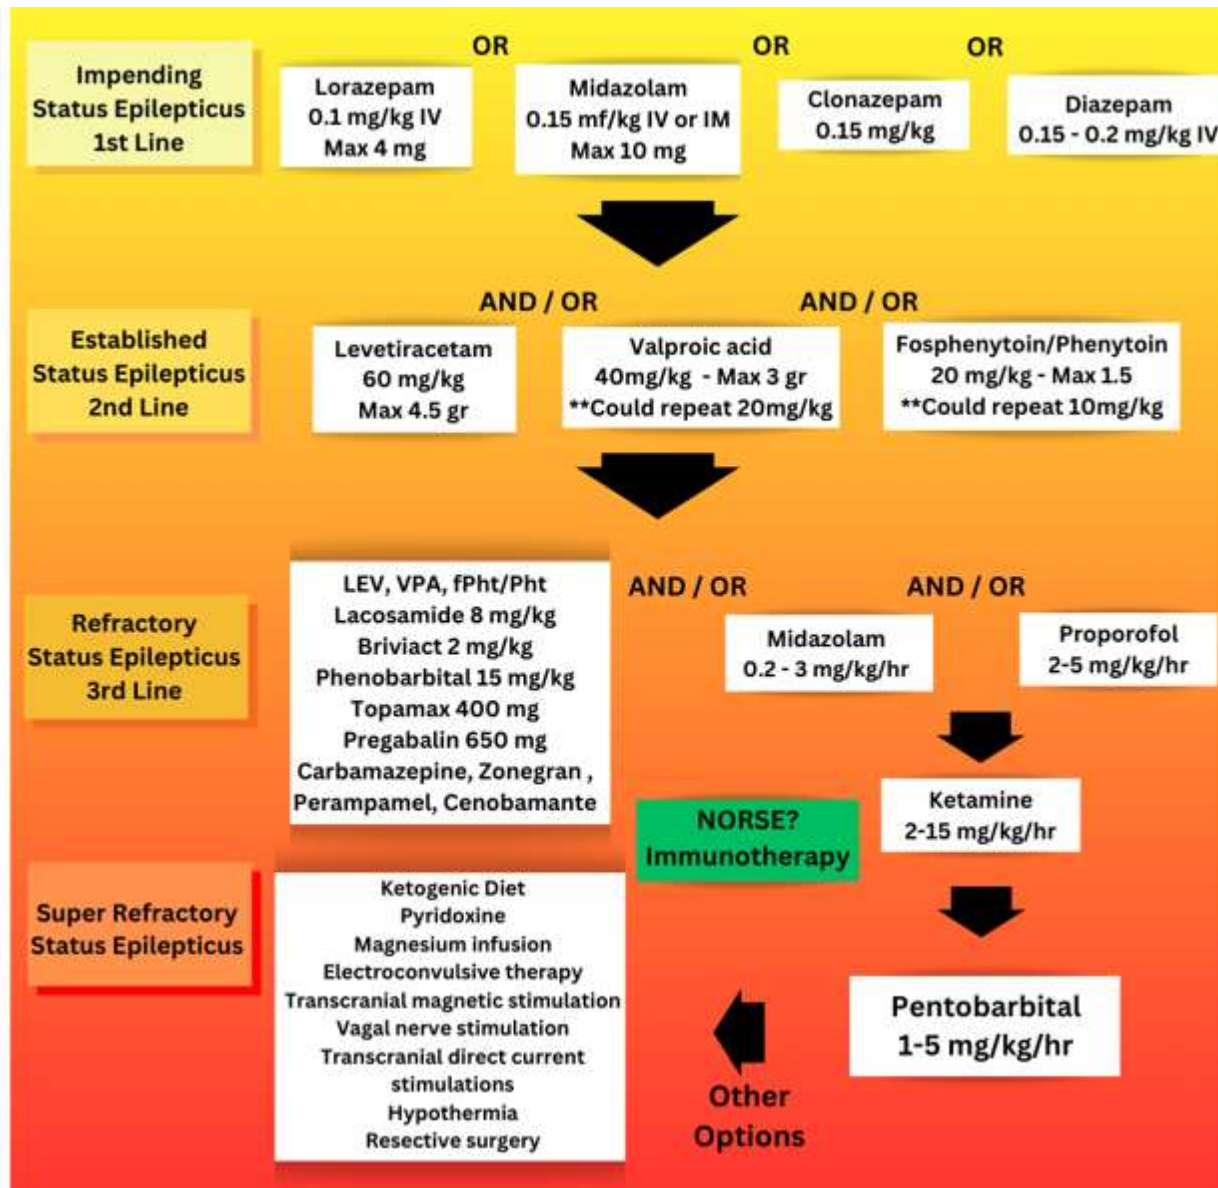 OR
OR
OR
Impending
Status Epilepticus
1st Line
Lorazepam
0.1 mg/kg IV
Max 4 mg
Midazolam
0.15 mf/kg IV or IM
Max 10 mg
Clonazepam
0.15 mg/kg
Diazepam
0.15 - 0.2 mg/kg IV
AND / OR
AND / OR
Established
Status Epilepticus
2nd Line
Levetiracetam
60 mg/kg
Max 4.5 gr
Valproic acid
40mg/kg - Max 3 gr
**Could repeat 20mg/kg
Fosphenytoin/Phenytoin
20 mg/kg - Max 1.5
**Could repeat 10mg/kg
Refractory
Status Epilepticus
3rd Line
LEV, VPA, fPht/Pht
Lacosamide 8 mg/kg
Briviact 2 mg/kg
Phenobarbital 15 mg/kg
Topamax 400 mg
Pregabalin 650 mg
Carbamazepine, Zonegran ,
Perampamel, Cenobamante
AND / OR
AND / OR
Midazolam
0.2 - 3 mg/kg/hr
Proporofol
2-5 mg/kg/hr
Ketamine
2-15 mg/kg/hr
NORSE?
Immunotherapy
Super Refractory
Status Epilepticus
Ketogenic Diet
Pyridoxine
Magnesium infusion
Electroconvulsive therapy
Transcranial magnetic stimulation
Vagal nerve stimulation
Transcranial direct current
stimulations
Hypothermia
Resective surgery
Pentobarbital
1-5 mg/kg/hr
Other
Options